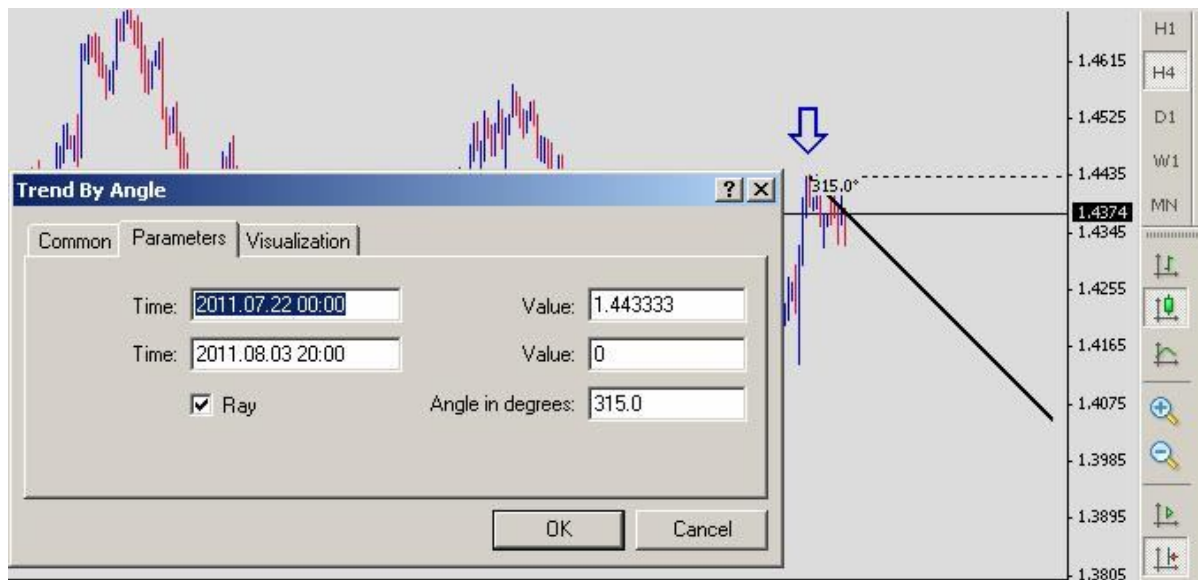 H1
1.4615
H4
1.4525
D1
W1
1.4435
315.0°
MN
1.4374
1.4345
1.4255
1.4165
1.4075
1.3985
1.3895
1.3805
Trend By Angle
Common Parameters Visualization
Time: 2011.07.22 00:00 Value: 1.443333
Time: 2011.08.03 20:00 Value: 0
Ray Angle in degrees: 315.0
OK Cancel